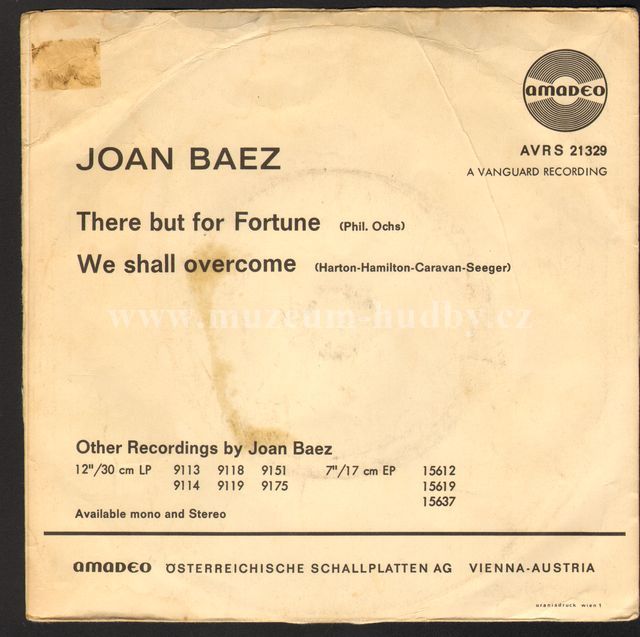 amadeo
AVRS 21329
A VANGUARD RECORDING
JOAN BAEZ
There but for Fortune (Phil. Ochs)
We shall overcome (Harton-Hamilton-Caravan-Seeger)
www.muzeum-hudby.cz
Other Recordings by Joan Baez
12"/30 cm LP 9113 9118 9151 7"/17 cm EP 15612
9114 9119 9175 15619
15637
Available mono and Stereo
amadeo ÖSTERREICHISCHE SCHALLPLATTEN AG VIENNA-AUSTRIA
uraniadruck wien 1